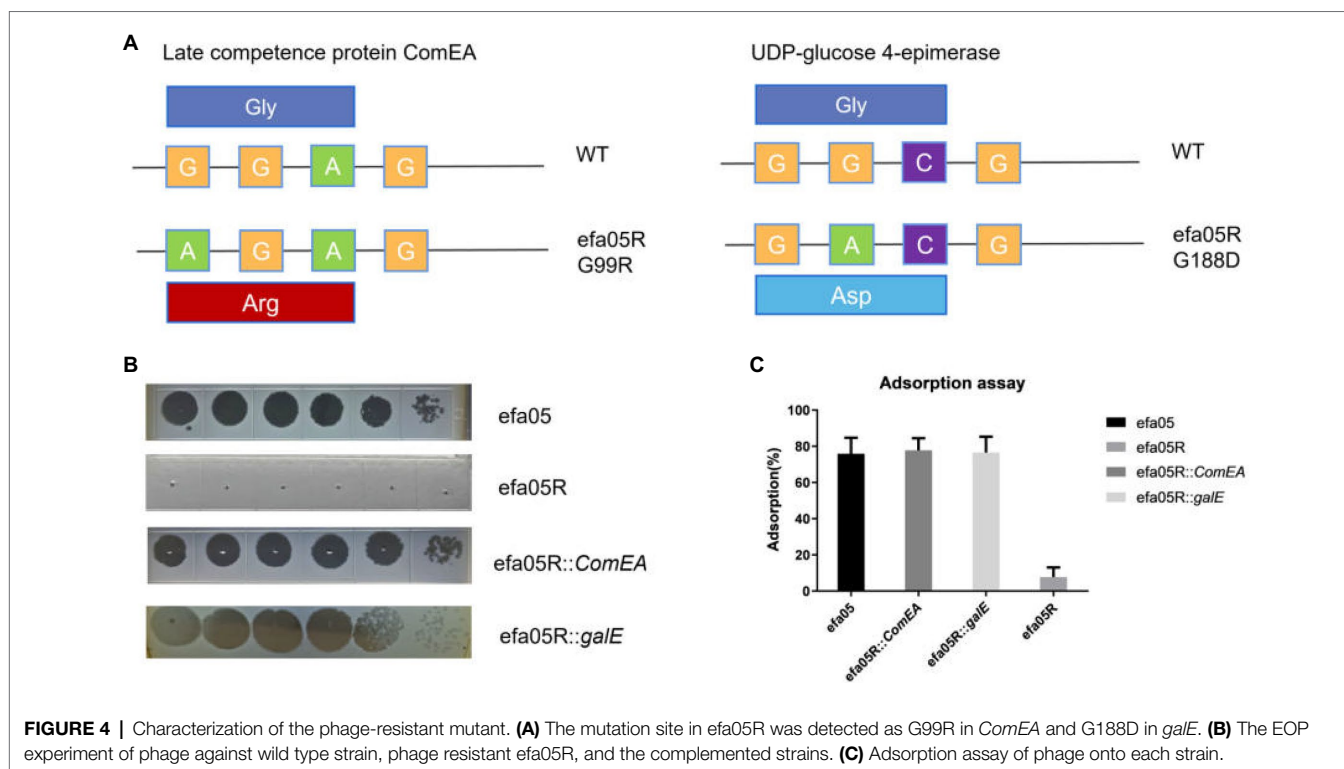 A
Late competence protein ComEA
Gly
G G A G WT
A G A G efa05R
G99R
Arg
UDP-glucose 4-epimerase
Gly
G G C G WT
G A C G efa05R
G188D
Asp
B
efa05
efa05R
efa05R::ComEA
efa05R::galE
C
Adsorption assay
Adsorption(%)
100
80
60
40
20
0
efa05
efa05R::ComEA
efa05R::galE
efa05R
efa05
efa05R
efa05R::ComEA
efa05R::galE
FIGURE 4 | Characterization of the phage-resistant mutant. (A) The mutation site in efa05R was detected as G99R in ComEA and G188D in galE. (B) The EOP
experiment of phage against wild type strain, phage resistant efa05R, and the complemented strains. (C) Adsorption assay of phage onto each strain.